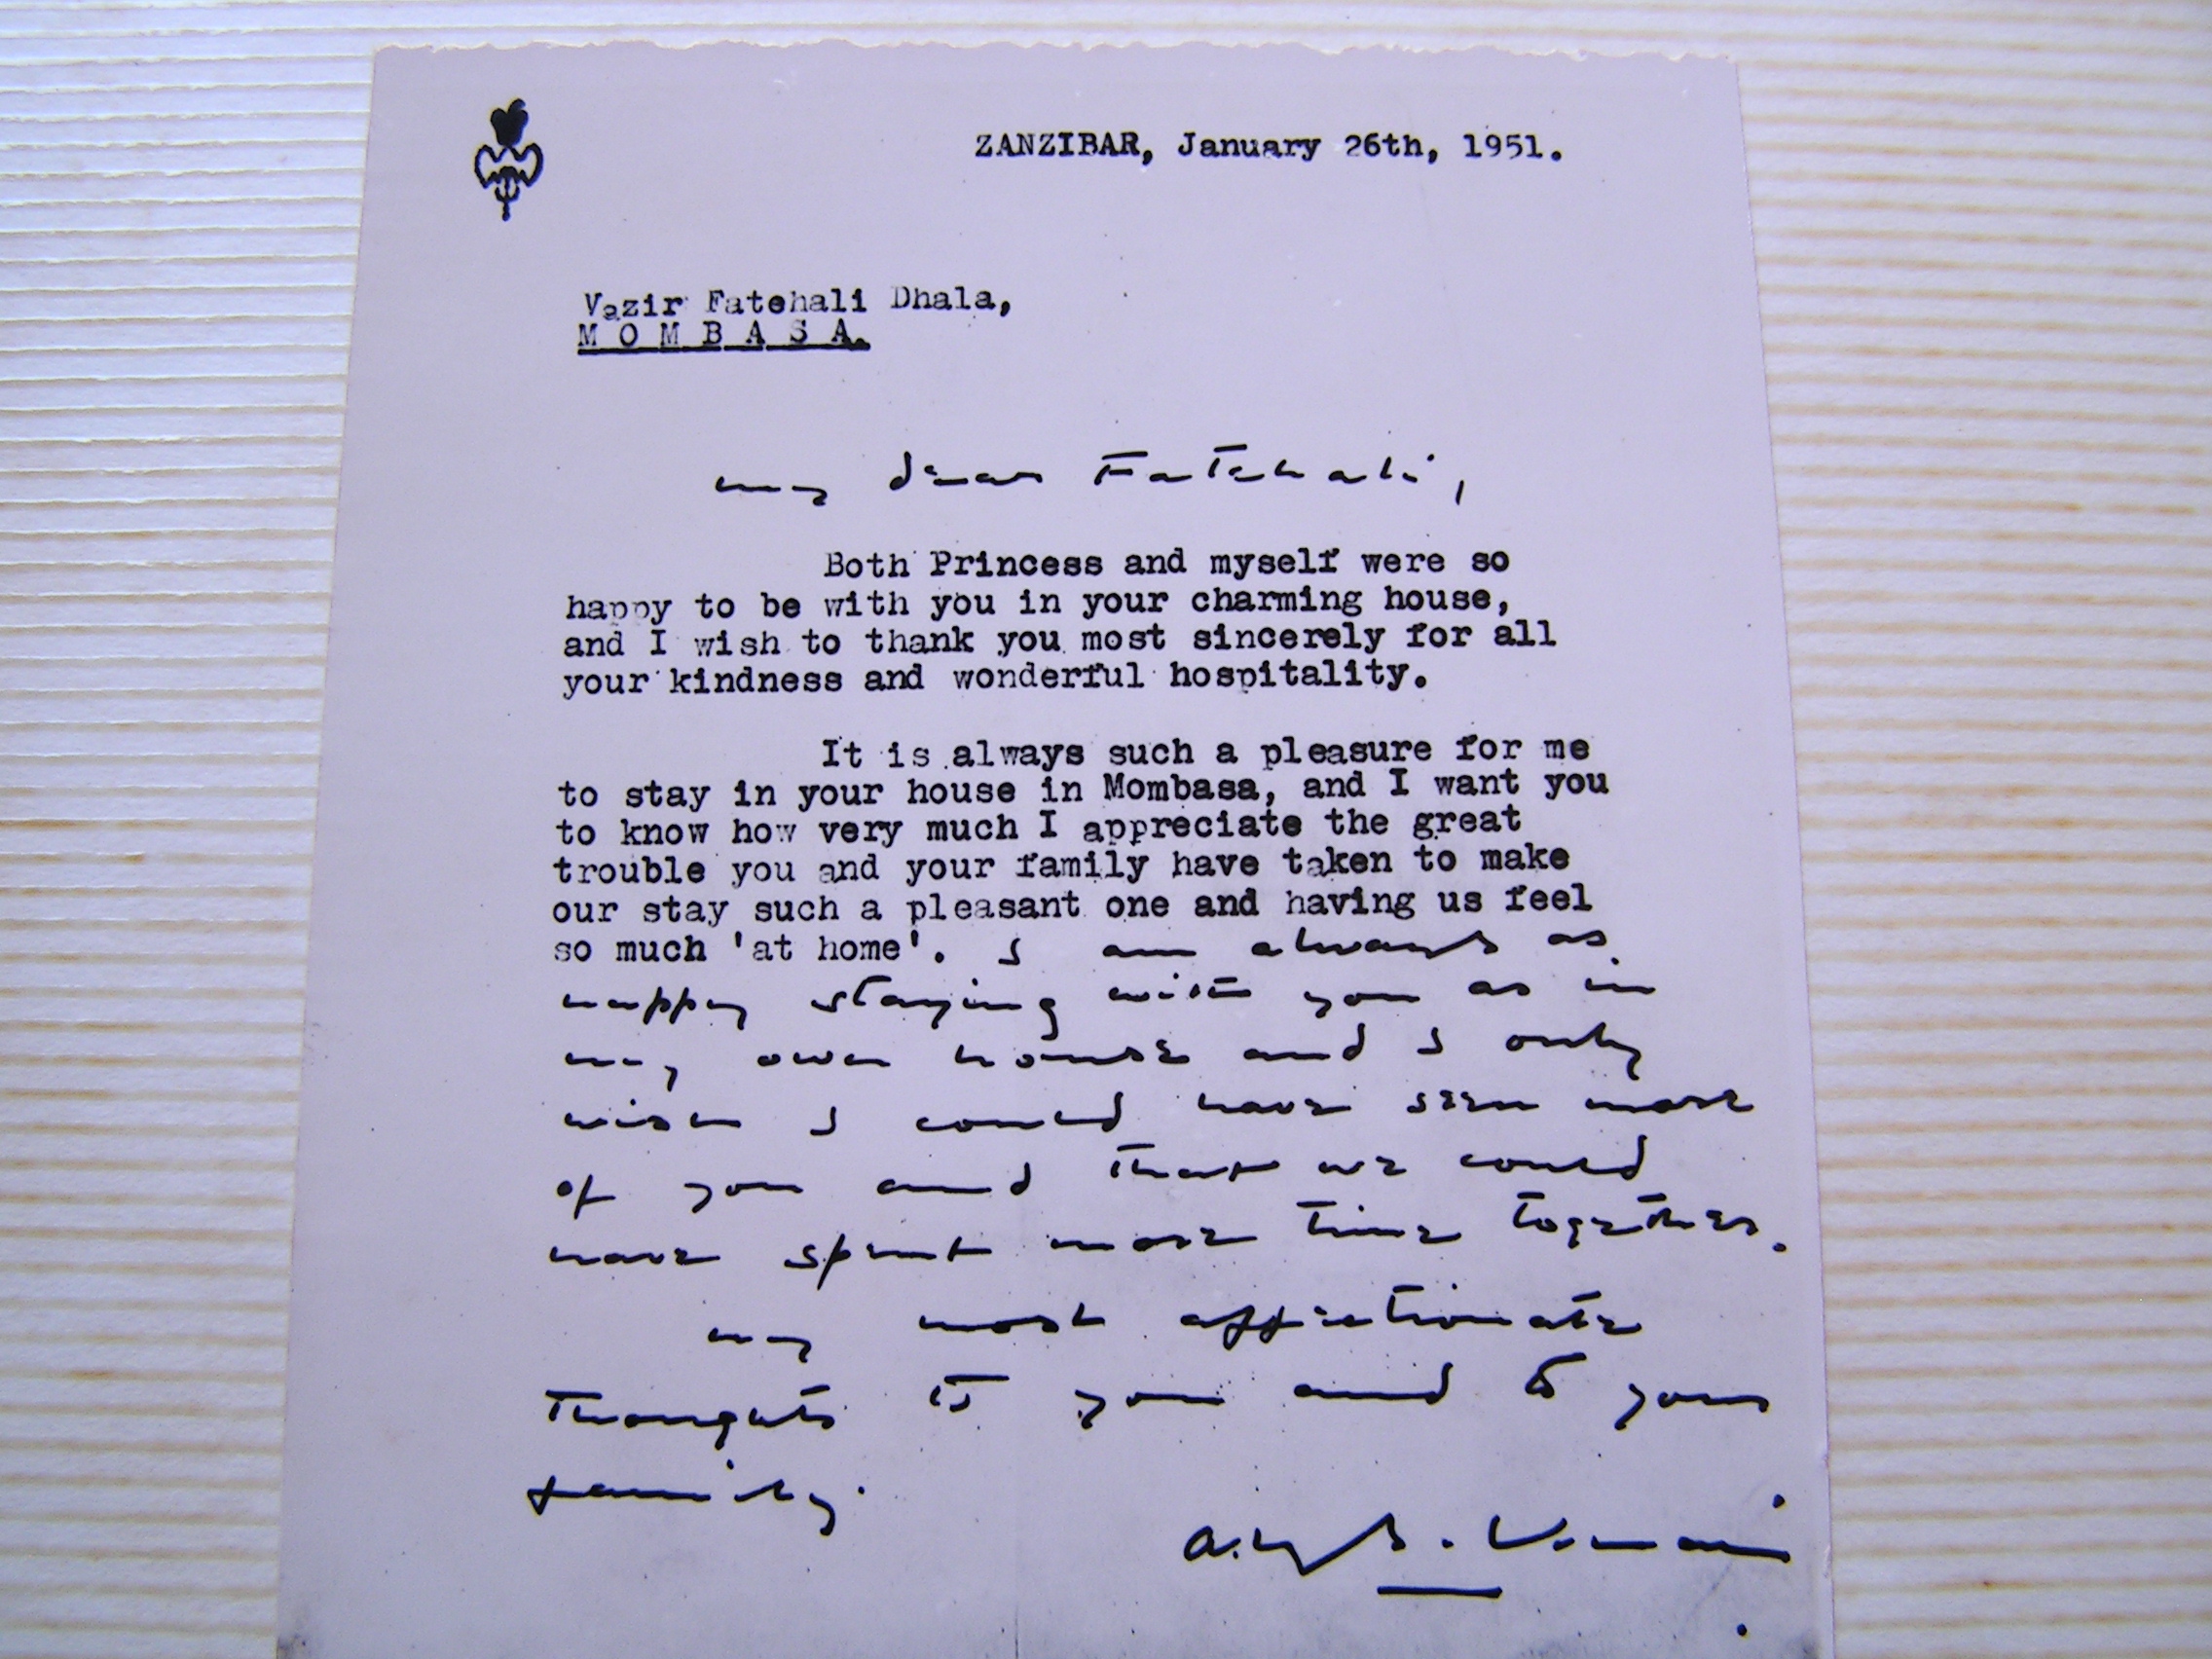 ZANZIBAR, January 26th, 1951.
Vazir Fatehali Dhala,
M O M B A S A.
my dear Fatehali,
Both Princess and myself were so
happy to be with you in your charming house,
and I wish to thank you most sincerely for all
your kindness and wonderful hospitality.
It is always such a pleasure for me
to stay in your house in Mombasa, and I want you
to know how very much I appreciate the great
trouble you and your family have taken to make
our stay such a pleasant one and having us feel
so much 'at home'. I am always as
happy staying with you as in
my own house and I only
wish I could have seen more
of you and that we could
have spent more time together.
my most affectionate
thoughts to you and to your
family.